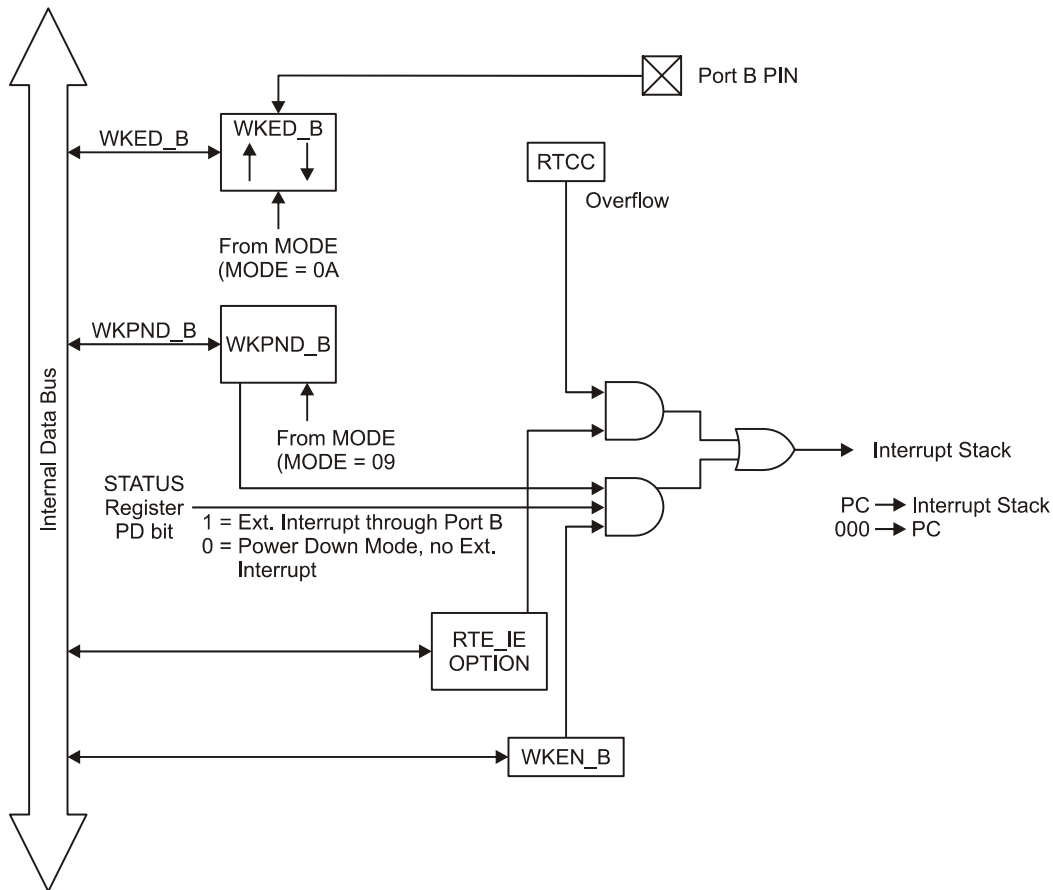 Port B PIN
WKED_B
WKED_B
RTCC
Overflow
From MODE
(MODE = 0A
WKPND_B
WKPND_B
Internal Data Bus
From MODE
(MODE = 09
Interrupt Stack
STATUS
Register
PD bit
1 = Ext. Interrupt through Port B
0 = Power Down Mode, no Ext.
Interrupt
PC → Interrupt Stack
000 → PC
RTE_IE
OPTION
WKEN_B